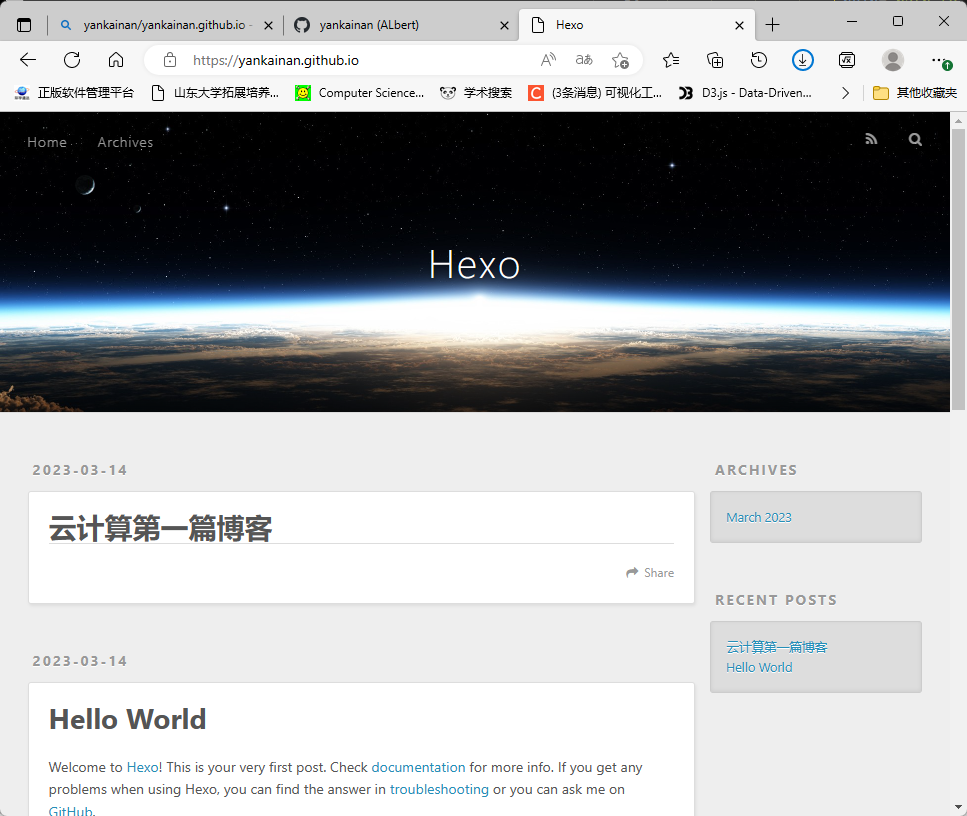 yankainan/yankainan.github.io -
yankainan (ALbert)
Hexo
https://yankainan.github.io
正版软件管理平台
山东大学拓展培养...
Computer Science...
学术搜索
(3条消息) 可视化工...
D3.js - Data-Driven...
其他收藏夹
Home
Archives
Hexo
2023-03-14
云计算第一篇博客
Share
2023-03-14
Hello World
Welcome to Hexo! This is your very first post. Check documentation for more info. If you get any
problems when using Hexo, you can find the answer in troubleshooting or you can ask me on
GitHub.
ARCHIVES
March 2023
RECENT POSTS
云计算第一篇博客
Hello World